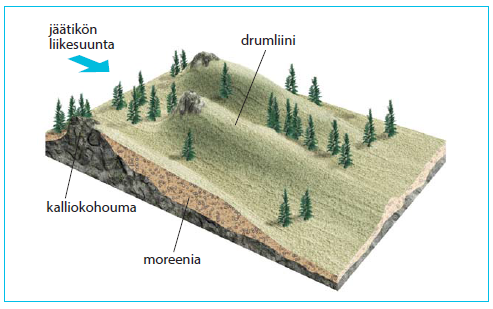 jäätikön
liikesuunta
drumliini
kalliokohouma
moreenia